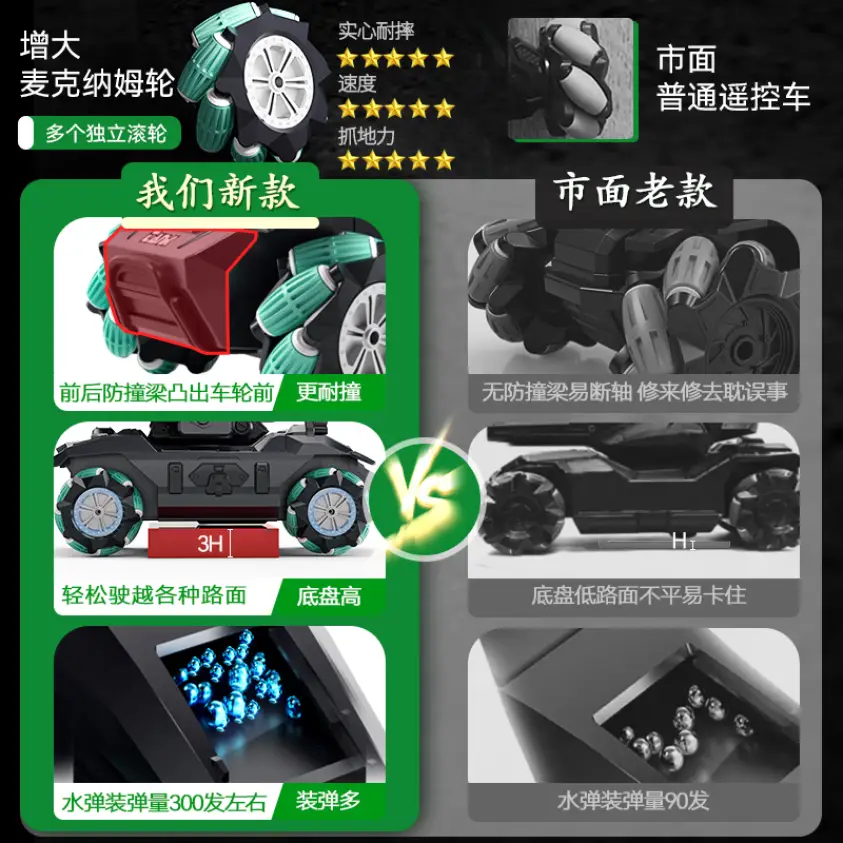 增大
麦克纳姆轮
多个独立滚轮
实心耐摔
速度
抓地力
市面
普通遥控车
我们新款
市面老款
前后防撞梁凸出车轮前 更耐撞
无防撞梁易断轴 修来修去耽误事
VS
3H
H
轻松驶越各种路面 底盘高
底盘低路面不平易卡住
水弹装弹量300发左右 装弹多
水弹装弹量90发